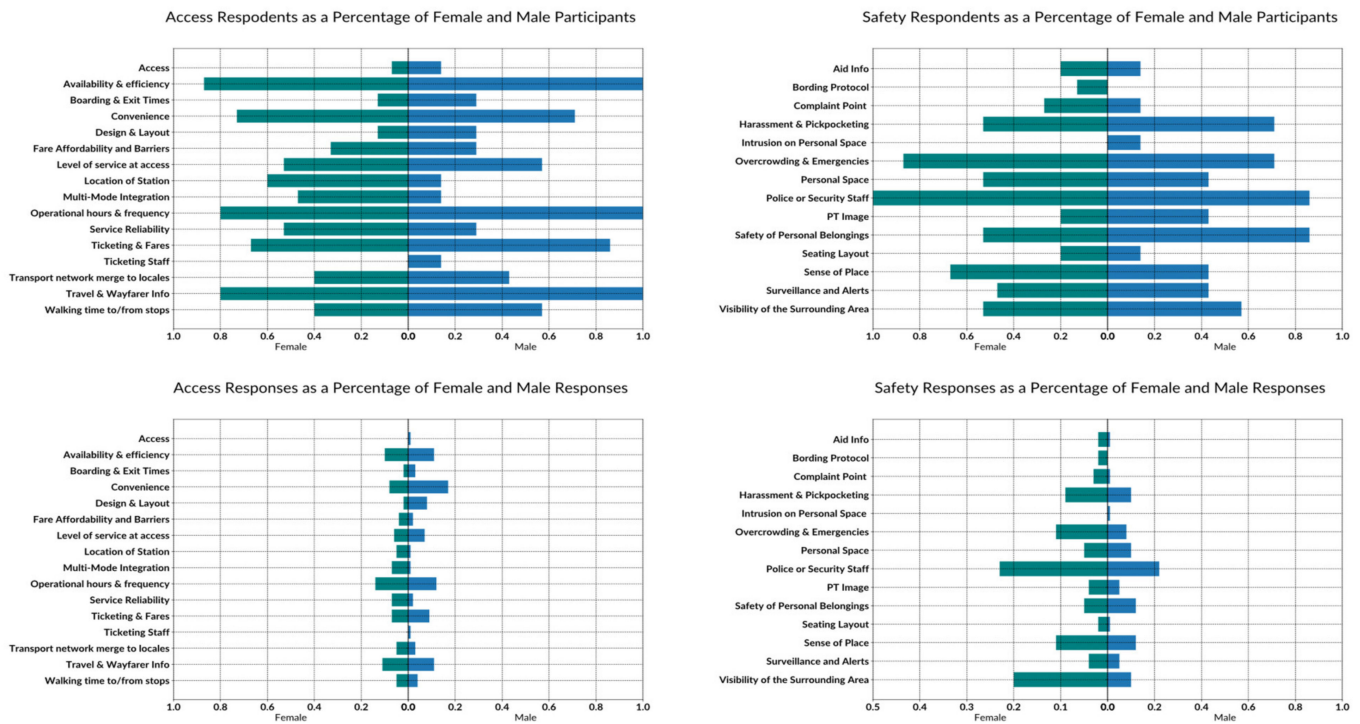 Access Respodents as a Percentage of Female and Male Participants
Access
Availability & efficiency
Boarding & Exit Times
Convenience
Design & Layout
Fare Affordability and Barriers
Level of service at access
Location of Station
Multi-Mode Integration
Operational hours & frequency
Service Reliability
Ticketing & Fares
Ticketing Staff
Transport network merge to locales
Travel & Wayfarer Info
Walking time to/from stops
1.0 0.8 0.6 0.4 0.2 0.0 0.2 0.4 0.6 0.8 1.0
Female Male
Safety Respondents as a Percentage of Female and Male Participants
Aid Info
Bording Protocol
Complaint Point
Harassment & Pickpocketing
Intrusion on Personal Space
Overcrowding & Emergencies
Personal Space
Police or Security Staff
PT Image
Safety of Personal Belongings
Seating Layout
Sense of Place
Surveillance and Alerts
Visibility of the Surrounding Area
1.0 0.8 0.6 0.4 0.2 0.0 0.2 0.4 0.6 0.8 1.0
Female Male
Access Responses as a Percentage of Female and Male Responses
Access
Availability & efficiency
Boarding & Exit Times
Convenience
Design & Layout
Fare Affordability and Barriers
Level of service at access
Location of Station
Multi-Mode Integration
Operational hours & frequency
Service Reliability
Ticketing & Fares
Ticketing Staff
Transport network merge to locales
Travel & Wayfarer Info
Walking time to/from stops
1.0 0.8 0.6 0.4 0.2 0.0 0.2 0.4 0.6 0.8 1.0
Female Male
Safety Responses as a Percentage of Female and Male Responses
Aid Info
Bording Protocol
Complaint Point
Harassment & Pickpocketing
Intrusion on Personal Space
Overcrowding & Emergencies
Personal Space
Police or Security Staff
PT Image
Safety of Personal Belongings
Seating Layout
Sense of Place
Surveillance and Alerts
Visibility of the Surrounding Area
0.5 0.4 0.3 0.2 0.1 0.0 0.2 0.4 0.6 0.8 1.0
Female Male